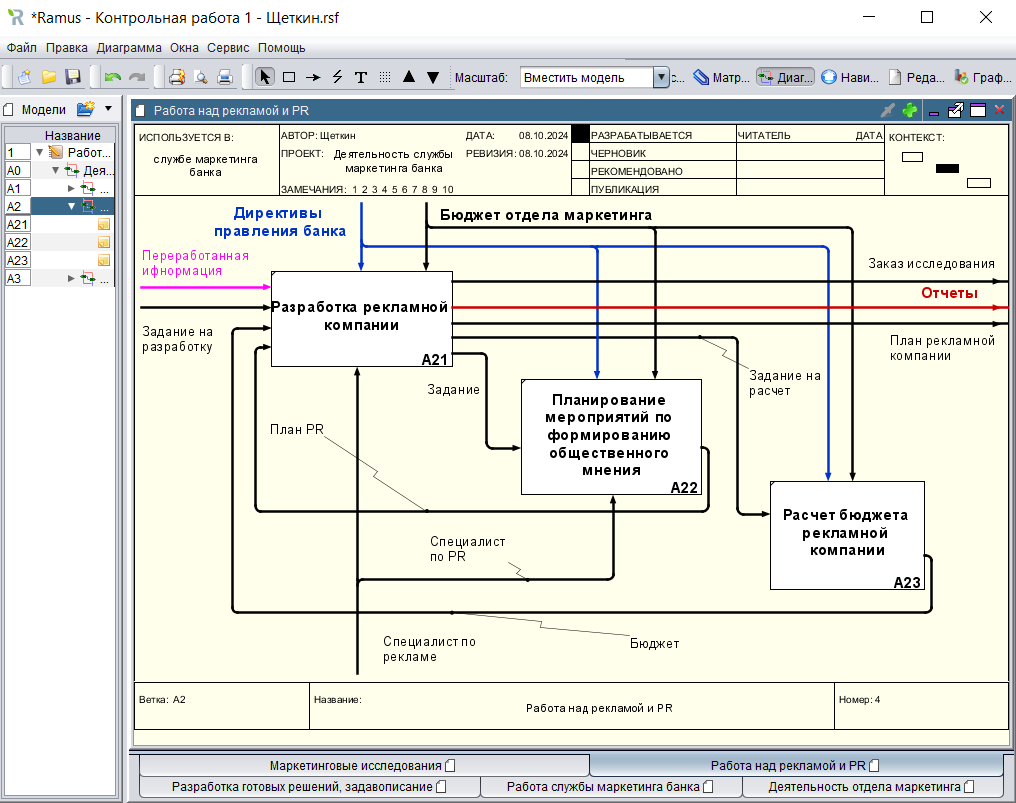 *Ramus - Контрольная работа 1 - Щеткин.rsf
Файл Правка Диаграмма Окна Сервис Помощь
Масштаб: Вместить модель с... Матр... Диаг... Нави... Реда... Граф...
Модели
Название
1 Работ...
A0 Дея...
A1 ...
A2 ...
A21
A22
A23
A3 ...
Работа над рекламой и PR
ИСПОЛЬЗУЕТСЯ В:
службе маркетинга
банка
АВТОР: Щеткин
ДАТА: 08.10.2024
ПРОЕКТ: Деятельность службы
маркетинга банка
РЕВИЗИЯ: 08.10.2024
ЗАМЕЧАНИЯ: 1 2 3 4 5 6 7 8 9 10
РАЗРАБАТЫВАЕТСЯ
ЧЕРНОВИК
РЕКОМЕНДОВАНО
ПУБЛИКАЦИЯ
ЧИТАТЕЛЬ ДАТА
КОНТЕКСТ:
Директивы
правления банка
Бюджет отдела маркетинга
Переработанная
ифнормация
Заказ исследования
Отчеты
Разработка рекламной
компании
A21
Задание на
разработку
План рекламной
компании
Задание
Задание на
расчет
Планирование
мероприятий по
формированию
общественного
мнения
A22
План PR
Расчет бюджета
рекламной
компании
A23
Специалист
по PR
Специалист по
рекламе
Бюджет
Ветка: A2
Название:
Работа над рекламой и PR
Номер: 4
Маркетинговые исследования
Работа над рекламой и PR
Разработка готовых решений, задавописание
Работа службы маркетинга банка
Деятельность отдела маркетинга